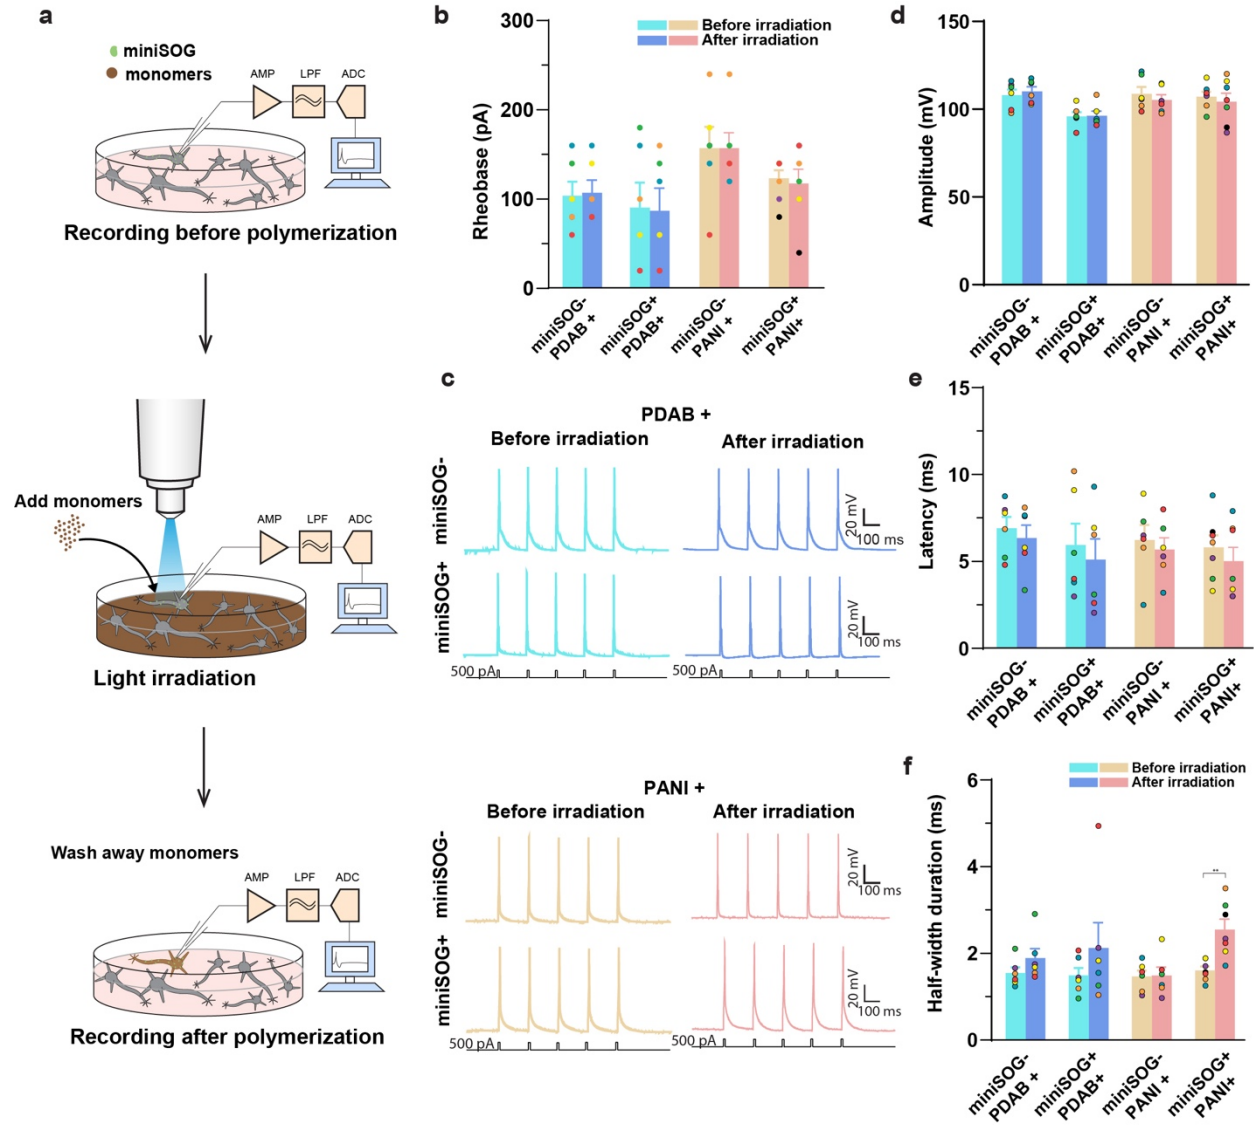 a
miniSOG
monomers
AMP LPF ADC
Recording before polymerization
Add monomers
AMP LPF ADC
Light irradiation
Wash away monomers
AMP LPF ADC
Recording after polymerization
b
Before irradiation
After irradiation
Rheobase (pA)
300
200
100
0
miniSOG-
PDAB +
miniSOG+
PDAB+
miniSOG-
PANI +
miniSOG+
PANI+
c
PDAB +
Before irradiation
After irradiation
miniSOG-
20 mV
100 ms
miniSOG+
20 mV
100 ms
500 pA
PANI +
Before irradiation
After irradiation
miniSOG-
20 mV
100 ms
miniSOG+
20 mV
100 ms
500 pA
500 pA
d
Amplitude (mV)
150
100
50
0
miniSOG-
PDAB +
miniSOG+
PDAB+
miniSOG-
PANI +
miniSOG+
PANI+
e
Latency (ms)
15
10
5
0
miniSOG-
PDAB +
miniSOG+
PDAB+
miniSOG-
PANI +
miniSOG+
PANI+
f
Before irradiation
After irradiation
Half-width duration (ms)
6
4
2
0
**
miniSOG-
PDAB +
miniSOG+
PDAB+
miniSOG-
PANI +
miniSOG+
PANI+